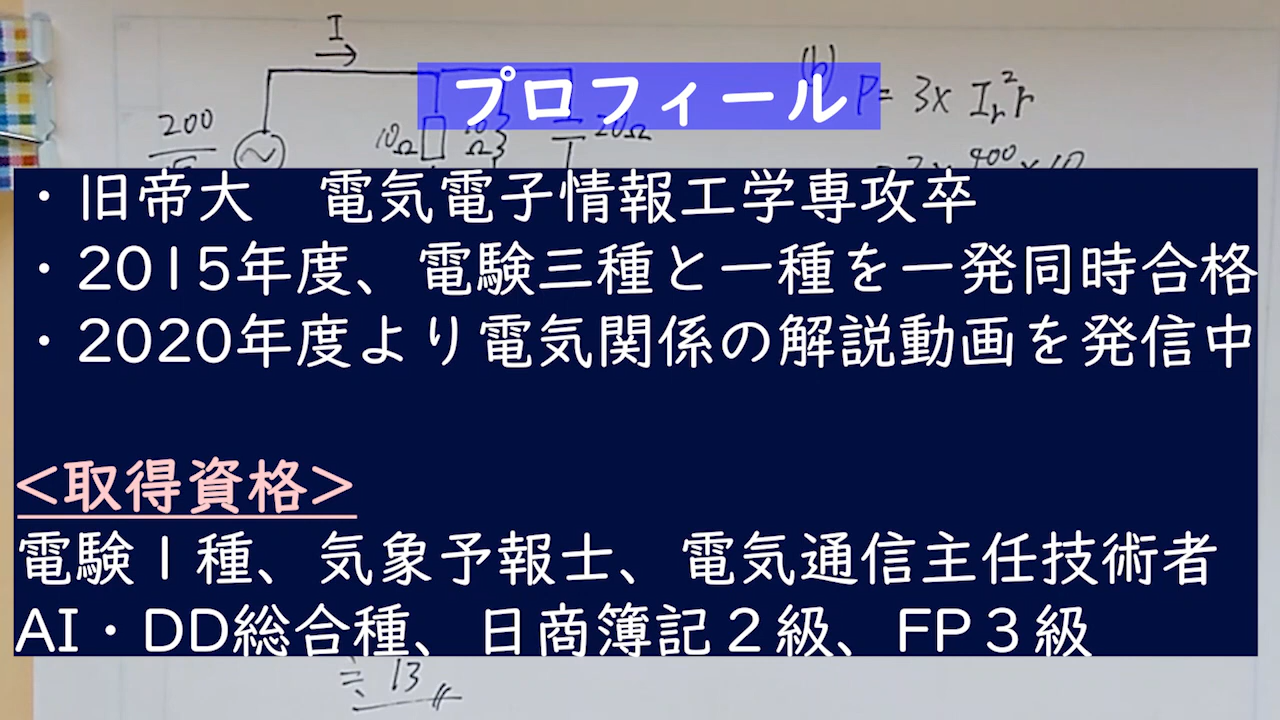 I
プロフィール
(b)
P= 3× Ir²r
200
10Ω
10Ω
20Ω
・旧帝大　電気電子情報工学専攻卒
・2015年度、電験三種と一種を一発同時合格
・2020年度より電気関係の解説動画を発信中
<取得資格>
電験１種、気象予報士、電気通信主任技術者
AI・DD総合種、日商簿記２級、FP３級
≒ 13